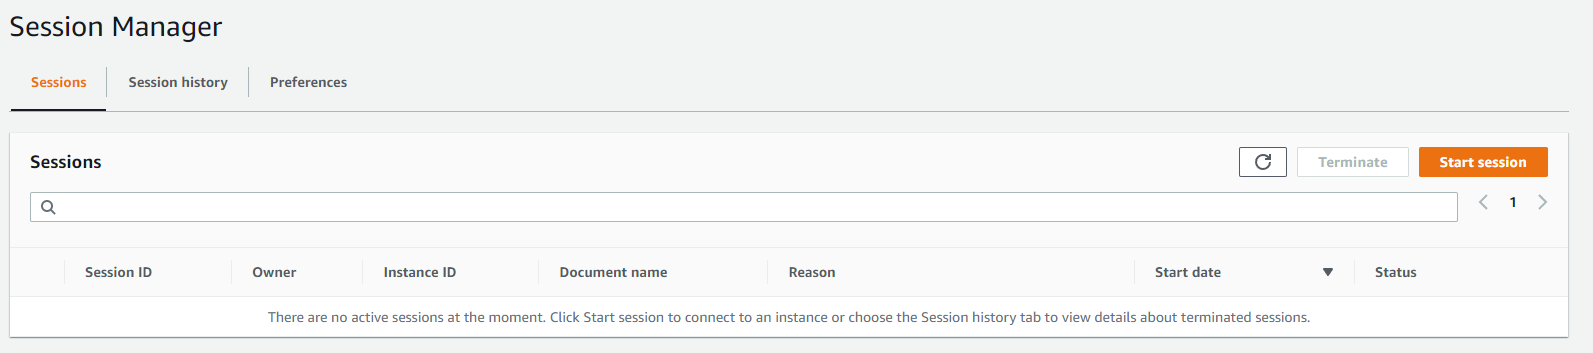 Session Manager
Sessions Session history Preferences
Sessions Terminate Start session
1
Session ID Owner Instance ID Document name Reason Start date Status
There are no active sessions at the moment. Click Start session to connect to an instance or choose the Session history tab to view details about terminated sessions.